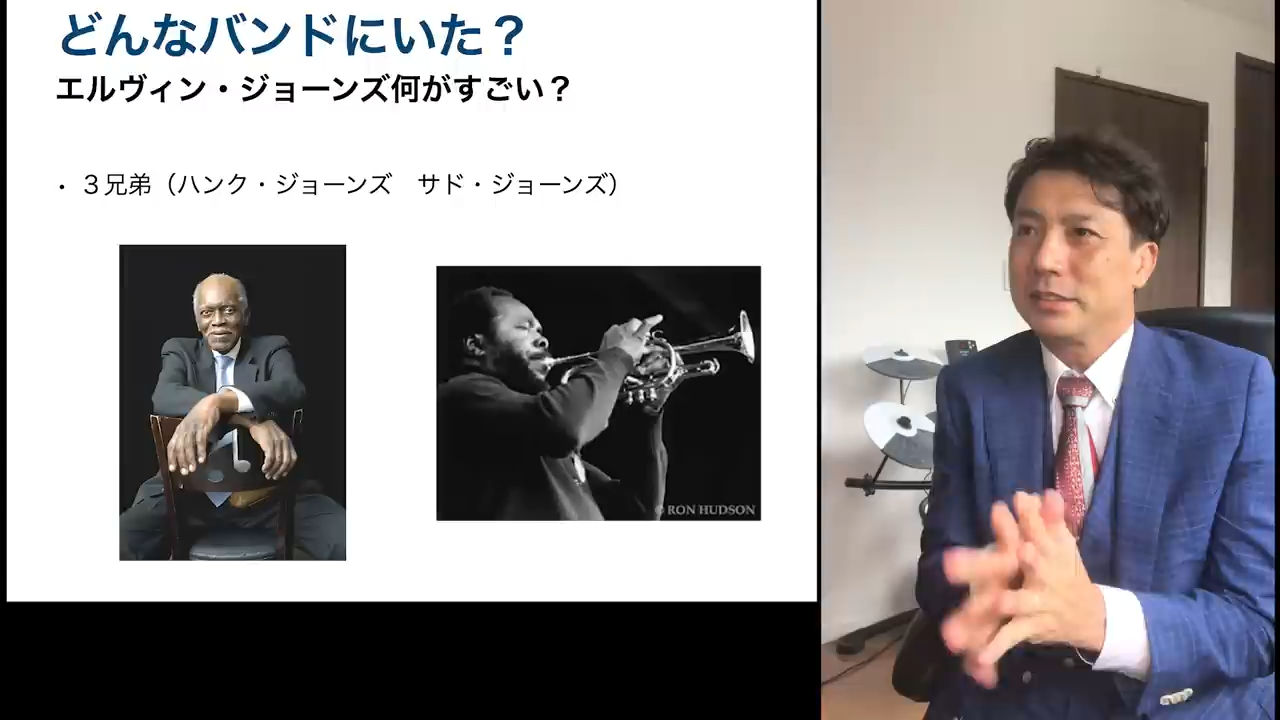 どんなバンドにいた？
エルヴィン・ジョーンズ何がすごい？
・３兄弟（ハンク・ジョーンズ　サド・ジョーンズ）
© RON HUDSON